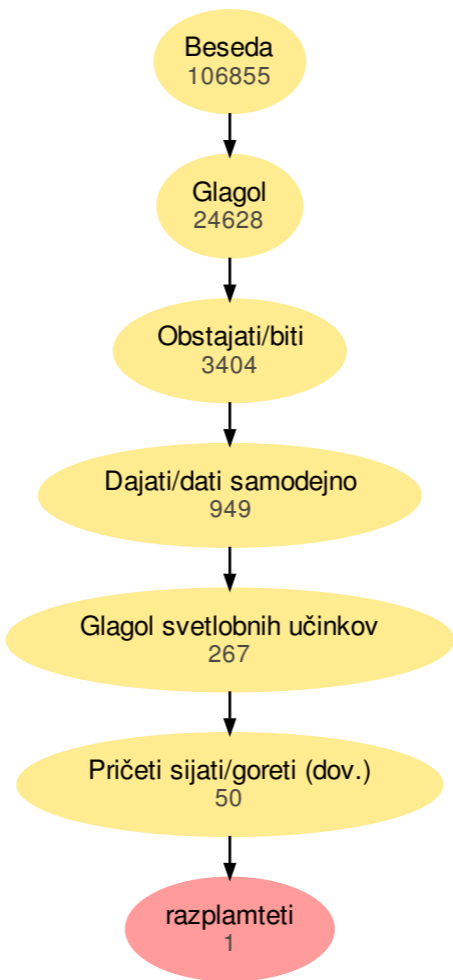 Beseda
106855
Glagol
24628
Obstajati/biti
3404
Dajati/dati samodejno
949
Glagol svetlobnih učinkov
267
Pričeti sijati/goreti (dov.)
50
razplamteti
1